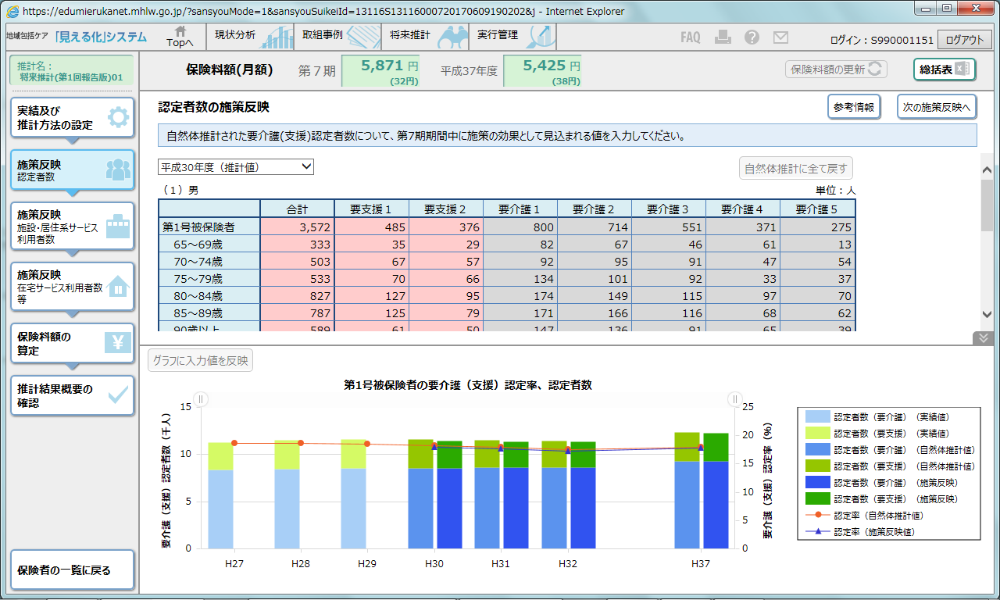 https://edumierukanet.mhlw.go.jp/?sansyouMode=1&sansyouSuikeiId=13116S13116000720170609190202&j - Internet Explorer
地域包括ケア「見える化」システム
Topへ
現状分析
取組事例
将来推計
実行管理
FAQ
ログイン：S990001151
ログアウト
推計名：
将来推計(第1回報告版)01
保険料額(月額)
第７期
5,871 円
(32円)
平成37年度
5,425 円
(38円)
保険料額の更新
総括表
実績及び
推計方法の設定
施策反映
認定者数
施策反映
施設・居住系サービス
利用者数
施策反映
在宅サービス利用者数
等
保険料額の
算定
¥
推計結果概要の
確認
保険者の一覧に戻る
認定者数の施策反映
参考情報
次の施策反映へ
自然体推計された要介護(支援)認定者数について、第7期期間中に施策の効果として見込まれる値を入力してください。
平成30年度（推計値）
自然体推計に全て戻す
（1）男
単位：人
合計 要支援１ 要支援２ 要介護１ 要介護２ 要介護３ 要介護４ 要介護５
第1号被保険者 3,572 485 376 800 714 551 371 275
65～69歳 333 35 29 82 67 46 61 13
70～74歳 503 67 57 92 95 91 47 54
75～79歳 533 70 66 134 101 92 33 37
80～84歳 827 127 95 174 149 115 97 70
85～89歳 787 125 79 171 166 116 68 62
90歳以上 589 61 50 147 136 91 65 39
グラフに入力値を反映
第1号被保険者の要介護（支援）認定率、認定者数
要介護（支援）認定者数（千人）
15
10
5
0
H27 H28 H29 H30 H31 H32 H37
25
20
15
10
5
0
要介護（支援）認定率（%）
認定者数（要介護）（実績値）
認定者数（要支援）（実績値）
認定者数（要介護）（自然体推計値）
認定者数（要支援）（自然体推計値）
認定者数（要介護）（施策反映）
認定者数（要支援）（施策反映）
認定率（自然体推計値）
認定率（施策反映値）